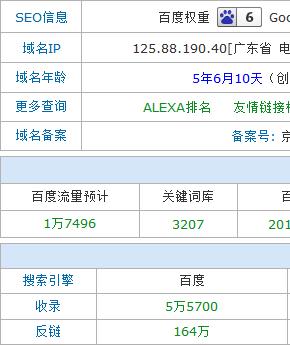 SEO信息 百度权重 6 Goo
域名IP 125.88.190.40[广东省 电
域名年龄 5年6月10天（创
更多查询 ALEXA排名 友情链接检
域名备案 备案号：京
百度流量预计 关键词库 百
1万7496 3207 201
搜索引擎 百度
收录 5万5700
反链 164万